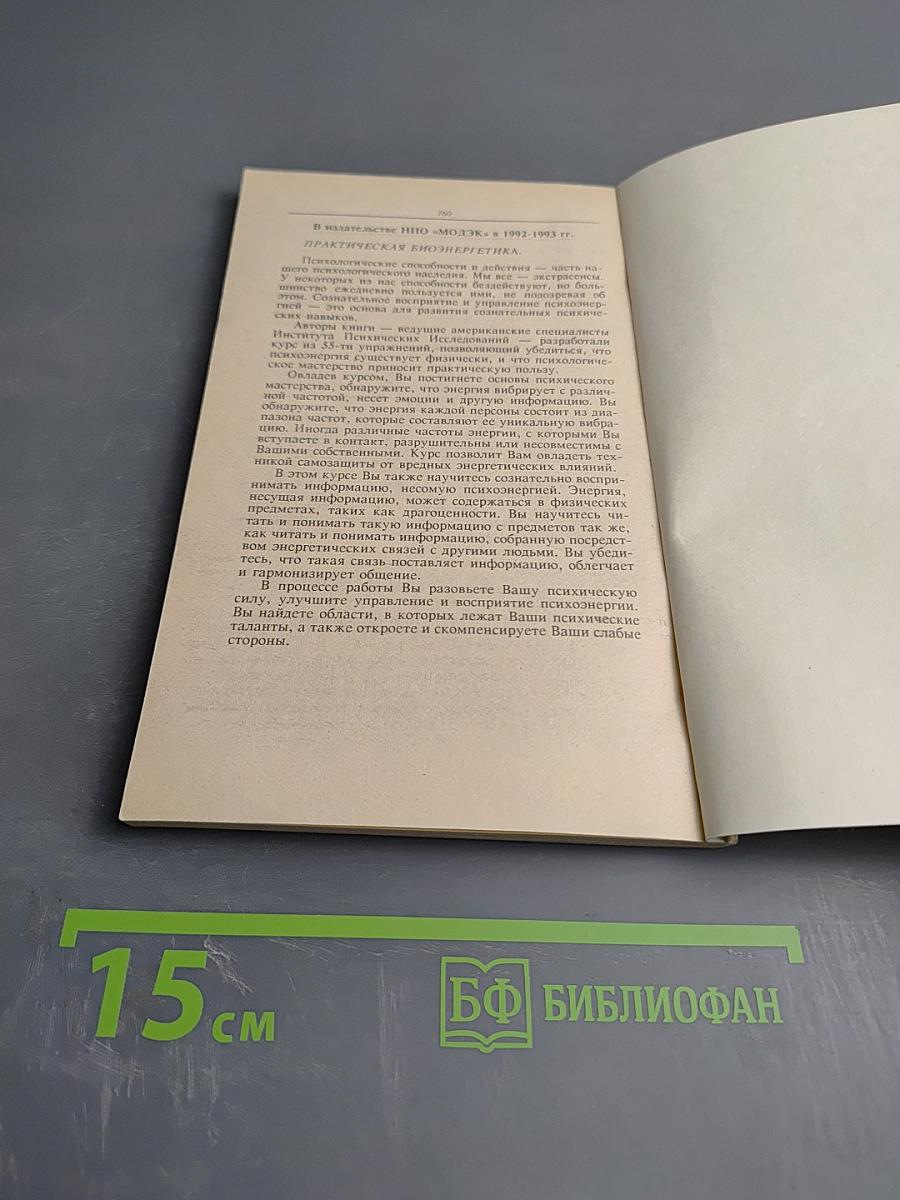 160
В издательстве НПО «МОДЭК» в 1992-1993 гг.
ПРАКТИЧЕСКАЯ БИОЭНЕРГЕТИКА.
Психологические способности и действия — часть на-
шего психологического наследия. Мы все — экстрасенсы.
У некоторых из нас способности бездействуют, но боль-
шинство ежедневно пользуется ими, не подозревая об
этом. Сознательное восприятие и управление психоэнер-
гией — это основа для развития сознательных психиче-
ских навыков.
Авторы книги — ведущие американские специалисты
Института Психических Исследований — разработали
курс из 55-ти упражнений, позволяющий убедиться, что
психоэнергия существует физически, и что психологиче-
ское мастерство приносит практическую пользу.
Овладев курсом, Вы постигнете основы психического
мастерства, обнаружите, что энергия вибрирует с различ-
ной частотой, несет эмоции и другую информацию. Вы
обнаружите, что энергия каждой персоны состоит из диа-
пазона частот, которые составляют ее уникальную вибра-
цию. Иногда различные частоты энергии, с которыми Вы
вступаете в контакт, разрушительны или несовместимы с
Вашими собственными. Курс позволит Вам овладеть тех-
никой самозащиты от вредных энергетических влияний.
В этом курсе Вы также научитесь сознательно воспри-
нимать информацию, несомую психоэнергией. Энергия,
несущая информацию, может содержаться в физических
предметах, таких как драгоценности. Вы научитесь чи-
тать и понимать такую информацию с предметов так же,
как читать и понимать информацию, собранную посредст-
вом энергетических связей с другими людьми. Вы убеди-
тесь, что такая связь поставляет информацию, облегчает
и гармонизирует общение.
В процессе работы Вы разовьете Вашу психическую
силу, улучшите управление и восприятие психоэнергии.
Вы найдете области, в которых лежат Ваши психические
таланты, а также откроете и скомпенсируете Ваши слабые
стороны.
15 см
БФ БИБЛИОФАН